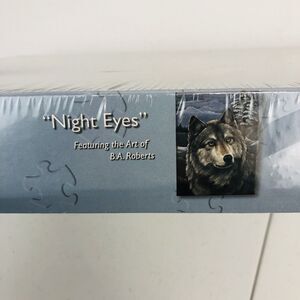 "Night Eyes"
Featuring the Art of
B.A. Roberts